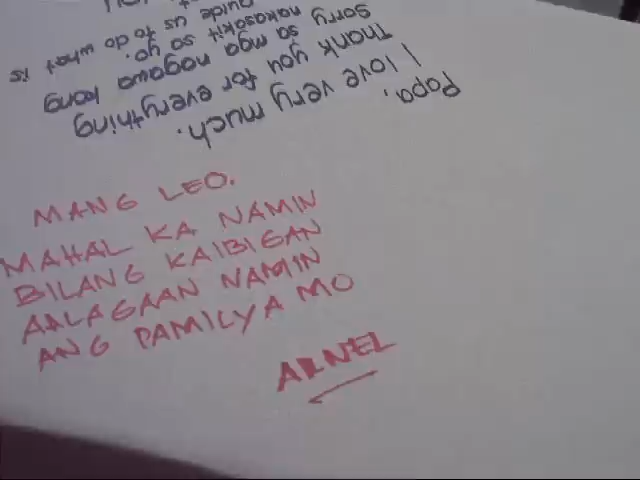 Papa,
I love very much.
Thank you for everything
Sorry sa mga nagawa kong
nakasakit sa yo.
guide us to do what is
MANG LEO.
MAHAL KA NAMIN
BILANG KAIBIGAN
AALAGAAN NAMIN
ANG PAMILYA MO
ARNEL